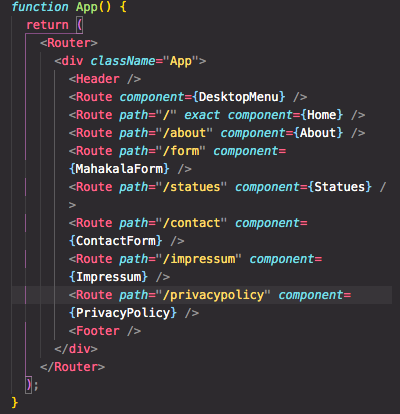 function App() {
return (
<Router>
<div className="App">
<Header />
<Route component={DesktopMenu} />
<Route path="/" exact component={Home} />
<Route path="/about" component={About} />
<Route path="/form" component=
{MahakalaForm} />
<Route path="/statues" component={Statues} /
>
<Route path="/contact" component=
{ContactForm} />
<Route path="/impressum" component=
{Impressum} />
<Route path="/privacypolicy" component=
{PrivacyPolicy} />
<Footer />
</div>
</Router>
);
}